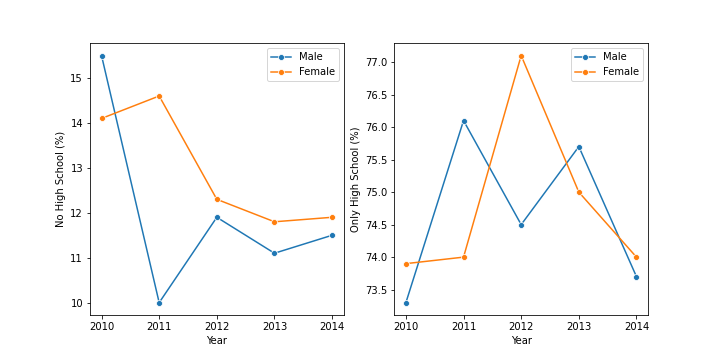 No High School (%)
15
14
13
12
11
10
2010 2011 2012 2013 2014
Year
Male
Female
Only High School (%)
77.0
76.5
76.0
75.5
75.0
74.5
74.0
73.5
2010 2011 2012 2013 2014
Year
Male
Female